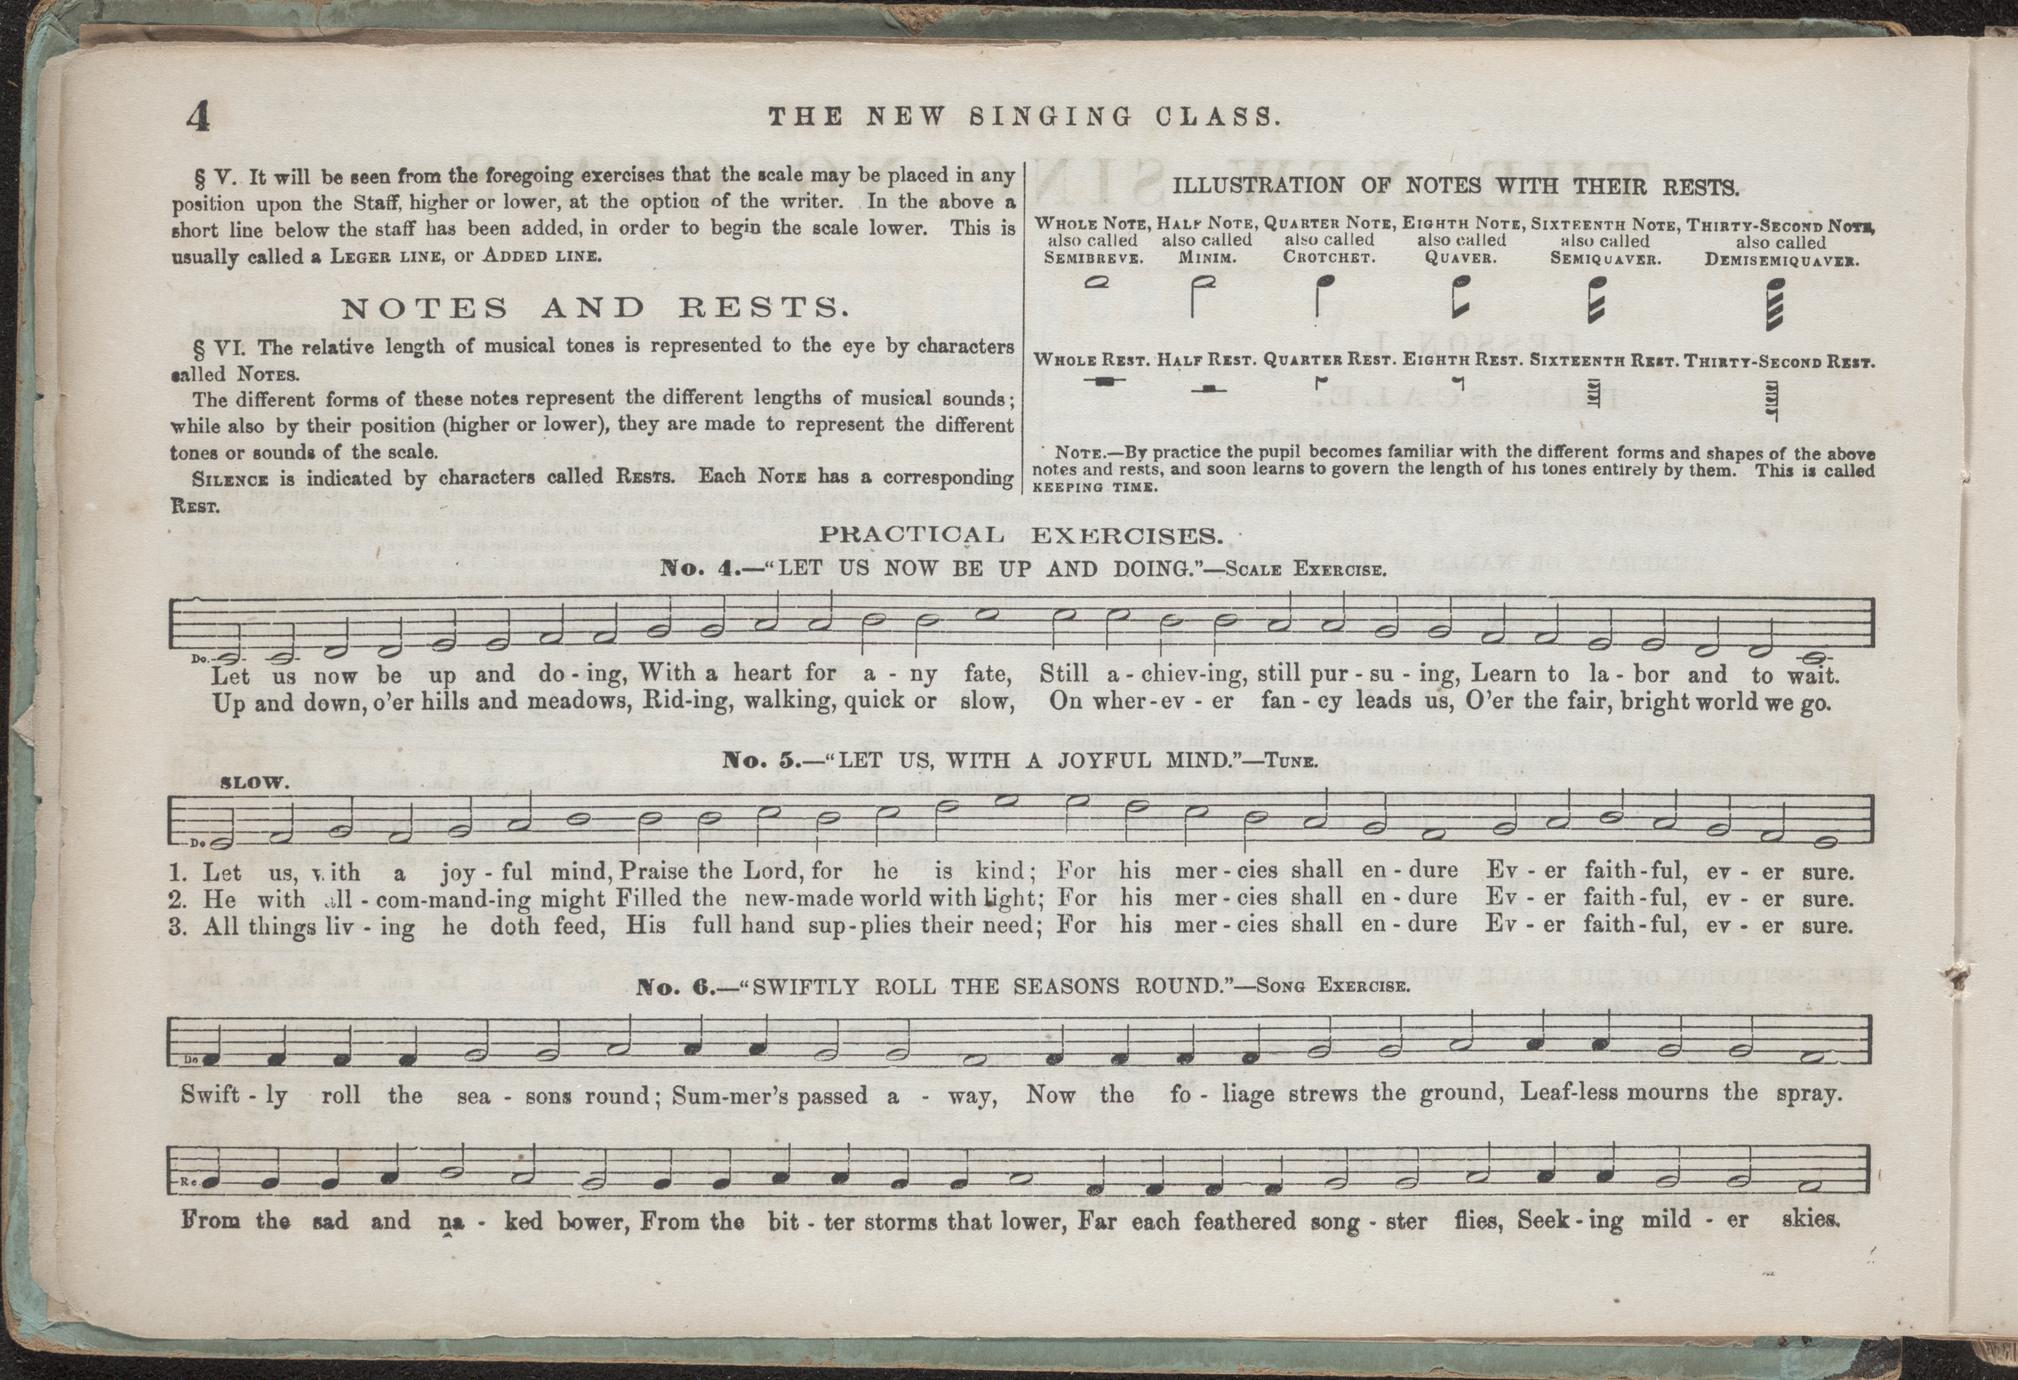 4
THE NEW SINGING CLASS.
§ V. It will be seen from the foregoing exercises that the scale may be placed in any
position upon the Staff, higher or lower, at the option of the writer. In the above a
short line below the staff has been added, in order to begin the scale lower. This is
usually called a LEGER LINE, or ADDED LINE.
NOTES AND RESTS.
§ VI. The relative length of musical tones is represented to the eye by characters
called NOTES.
The different forms of these notes represent the different lengths of musical sounds;
while also by their position (higher or lower), they are made to represent the different
tones or sounds of the scale.
SILENCE is indicated by characters called RESTS. Each NOTE has a corresponding
REST.
ILLUSTRATION OF NOTES WITH THEIR RESTS.
WHOLE NOTE, HALF NOTE, QUARTER NOTE, EIGHTH NOTE, SIXTEENTH NOTE, THIRTY-SECOND NOTE,
also called also called also called also called also called also called
SEMIBREVE. MINIM. CROTCHET. QUAVER. SEMIQUAVER. DEMISEMIQUAVER.
WHOLE REST. HALF REST. QUARTER REST. EIGHTH REST. SIXTEENTH REST. THIRTY-SECOND REST.
NOTE.—By practice the pupil becomes familiar with the different forms and shapes of the above
notes and rests, and soon learns to govern the length of his tones entirely by them. This is called
KEEPING TIME.
PRACTICAL EXERCISES.
No. 4.—“LET US NOW BE UP AND DOING.”—SCALE EXERCISE.
Do.
Let us now be up and do - ing, With a heart for a - ny fate, Still a - chiev-ing, still pur - su - ing, Learn to la - bor and to wait.
Up and down, o'er hills and meadows, Rid-ing, walking, quick or slow, On wher-ev - er fan - cy leads us, O'er the fair, bright world we go.
No. 5.—“LET US, WITH A JOYFUL MIND.”—TUNE.
SLOW.
Do
1. Let us, with a joy - ful mind, Praise the Lord, for he is kind; For his mer - cies shall en - dure Ev - er faith - ful, ev - er sure.
2. He with all - com-mand-ing might Filled the new-made world with light; For his mer - cies shall en - dure Ev - er faith - ful, ev - er sure.
3. All things liv - ing he doth feed, His full hand sup-plies their need; For his mer - cies shall en - dure Ev - er faith - ful, ev - er sure.
No. 6.—“SWIFTLY ROLL THE SEASONS ROUND.”—SONG EXERCISE.
Do
Swift - ly roll the sea - sons round; Sum-mer's passed a - way, Now the fo - liage strews the ground, Leaf-less mourns the spray.
Re.
From the sad and na - ked bower, From the bit - ter storms that lower, Far each feathered song - ster flies, Seek - ing mild - er skies.